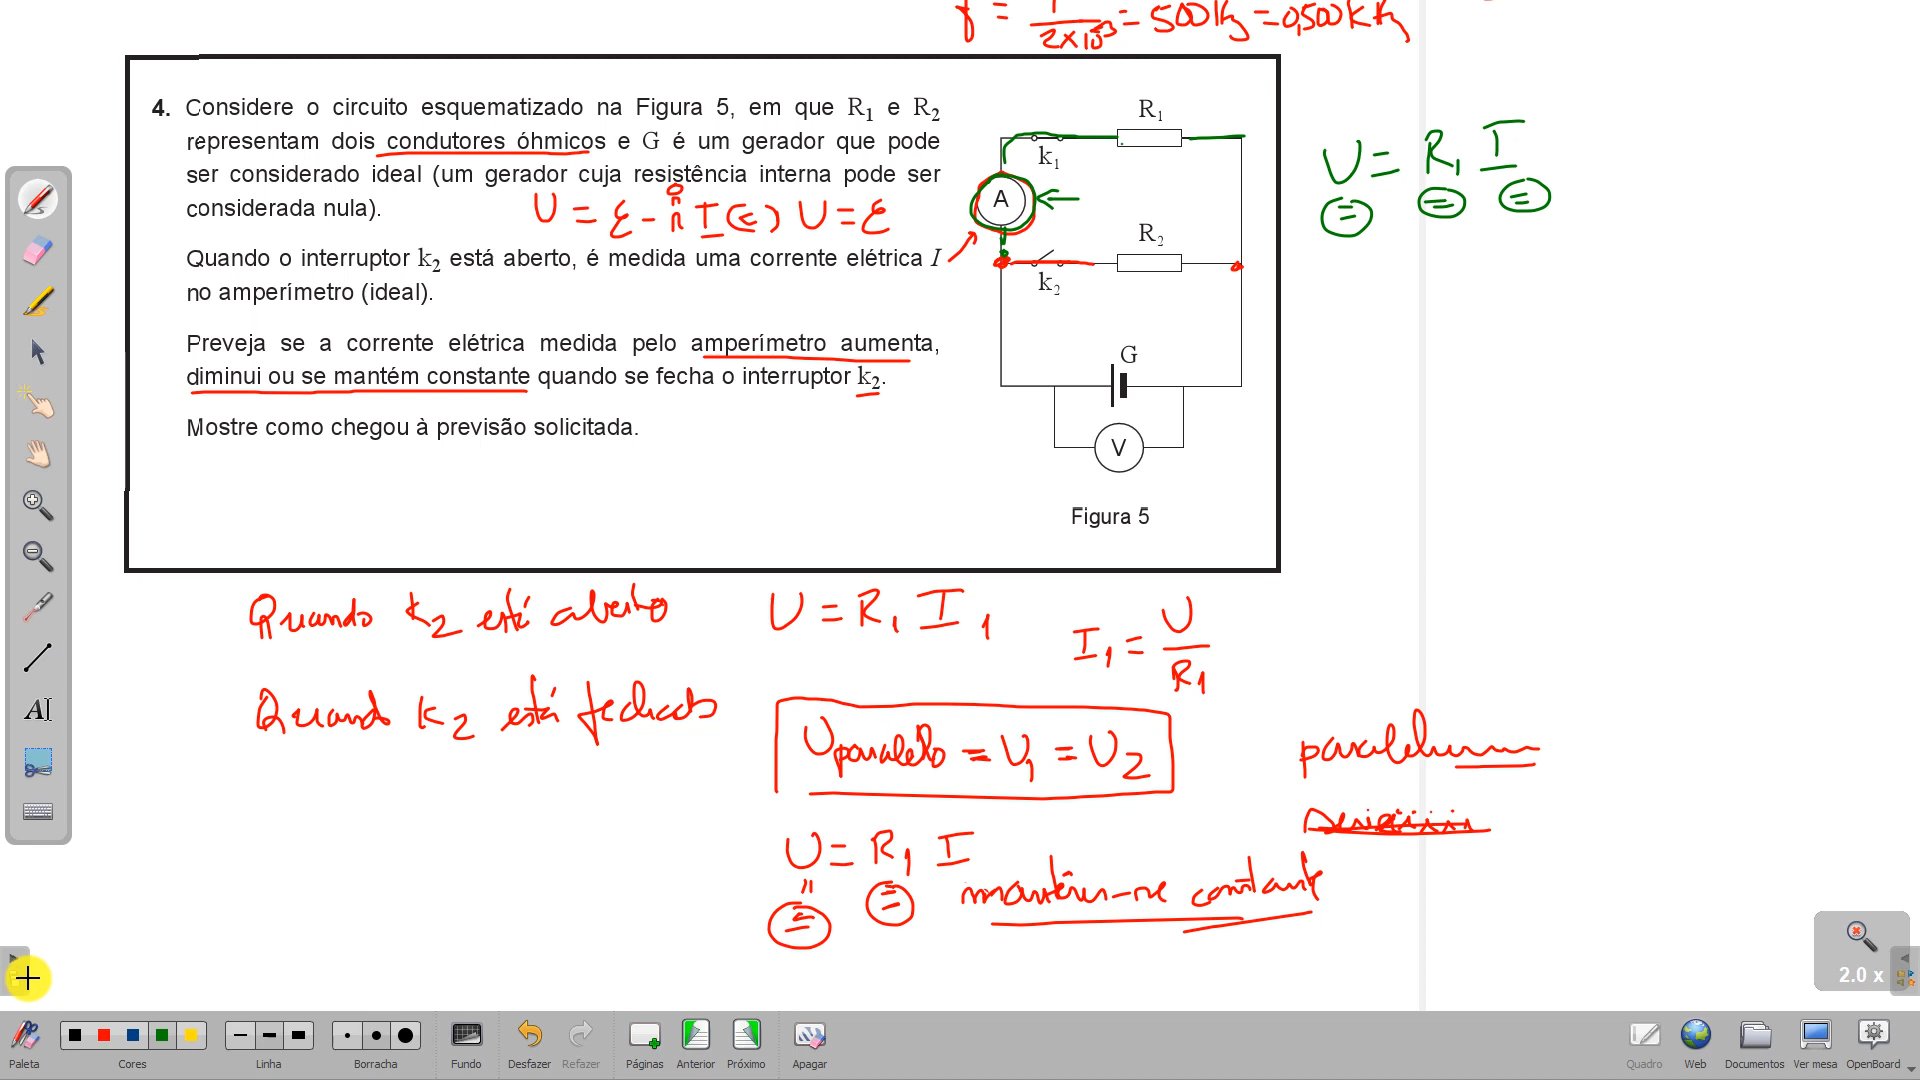 γ = 1 / 2×10⁻³ = 500 Kg = 0,500 k Kg
4. Considere o circuito esquematizado na Figura 5, em que R₁ e R₂
representam dois condutores óhmicos e G é um gerador que pode
ser considerado ideal (um gerador cuja resistência interna pode ser
considerada nula).
U = ε - r I (=) U = ε
Quando o interruptor k₂ está aberto, é medida uma corrente elétrica I
no amperímetro (ideal).
Preveja se a corrente elétrica medida pelo amperímetro aumenta,
diminui ou se mantém constante quando se fecha o interruptor k₂.
Mostre como chegou à previsão solicitada.
R₁
k₁
A
R₂
k₂
G
V
Figura 5
U = R₁ I
Quando k₂ está aberto U = R₁ I₁
I₁ = U / R₁
Quando k₂ está fechado
Uparalelo = U₁ = U₂
U = R₁ I
mantém-se constante
2.0 x
Paleta
Cores
Linha
Borracha
Fundo
Desfazer
Refazer
Páginas
Anterior
Próximo
Apagar
Quadro
Web
Documentos
Ver mesa
OpenBoard